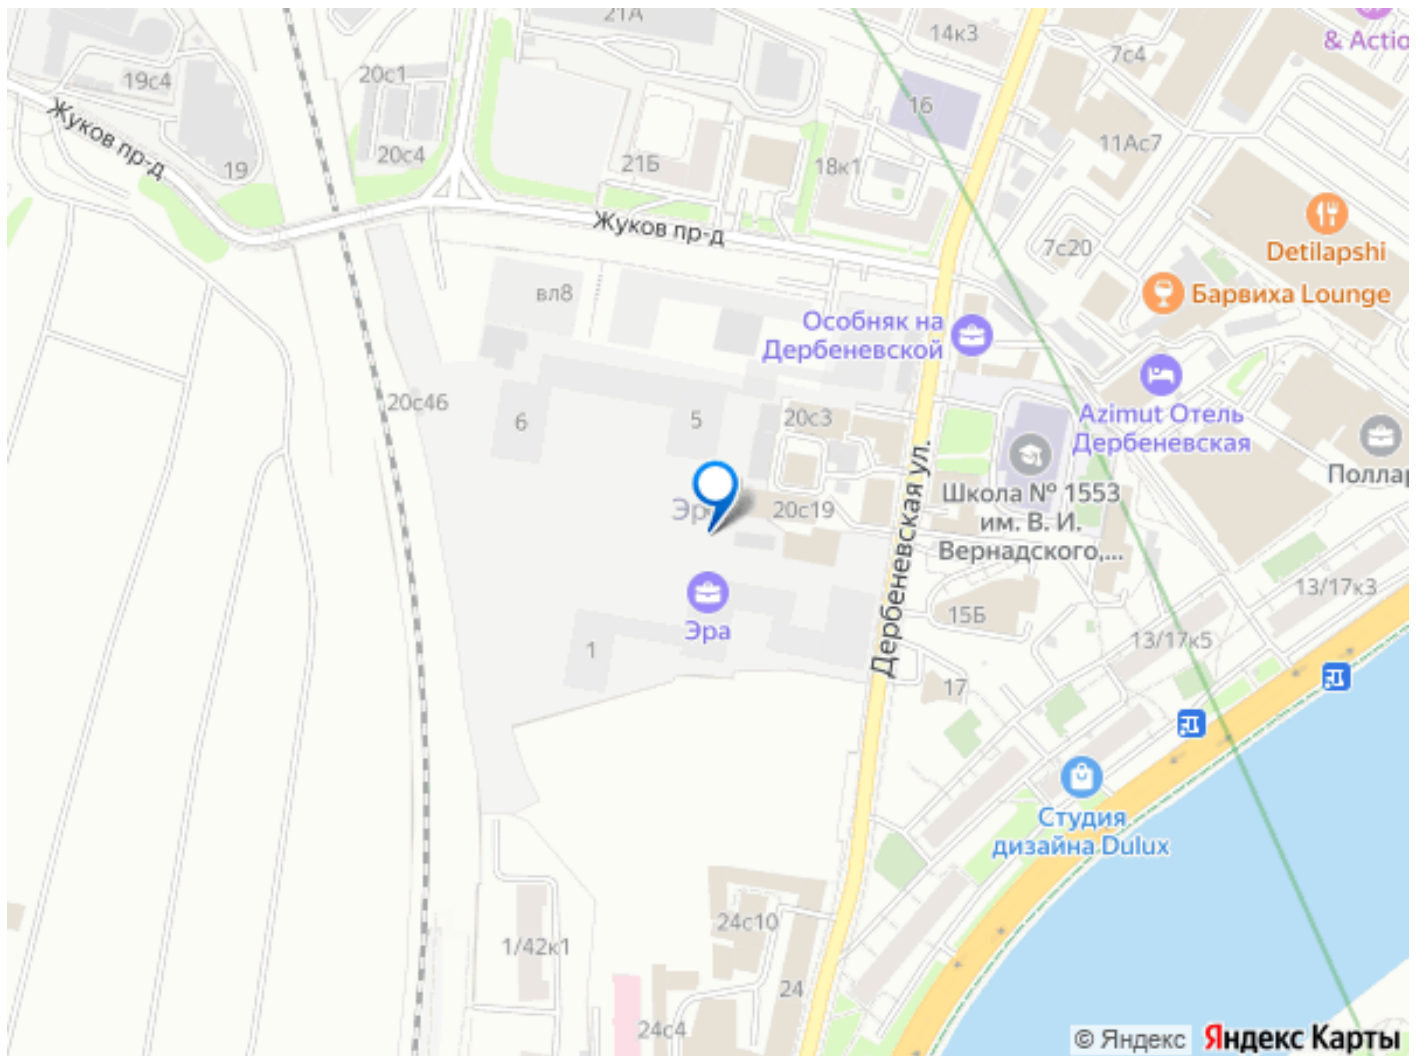 21А
14к3
& Actio
7с4
20с1
19с4
Жуков пр-д
16
11Ас7
20с4
21Б
18к1
19
Жуков пр-д
7с20
Detilapshi
вл8
Барвиха Lounge
Особняк на
Дербеневской
20с46
6
5
20с3
Azimut Отель
Дербеневская
Дербеневская ул.
Поллар
Школа № 1553
им. В. И.
Вернадского,...
Эр
20с19
13/17к3
Эра
15Б
13/17к5
1
17
Студия
дизайна Dulux
24с10
1/42к1
24
24с4
© Яндекс Яндекс Карты